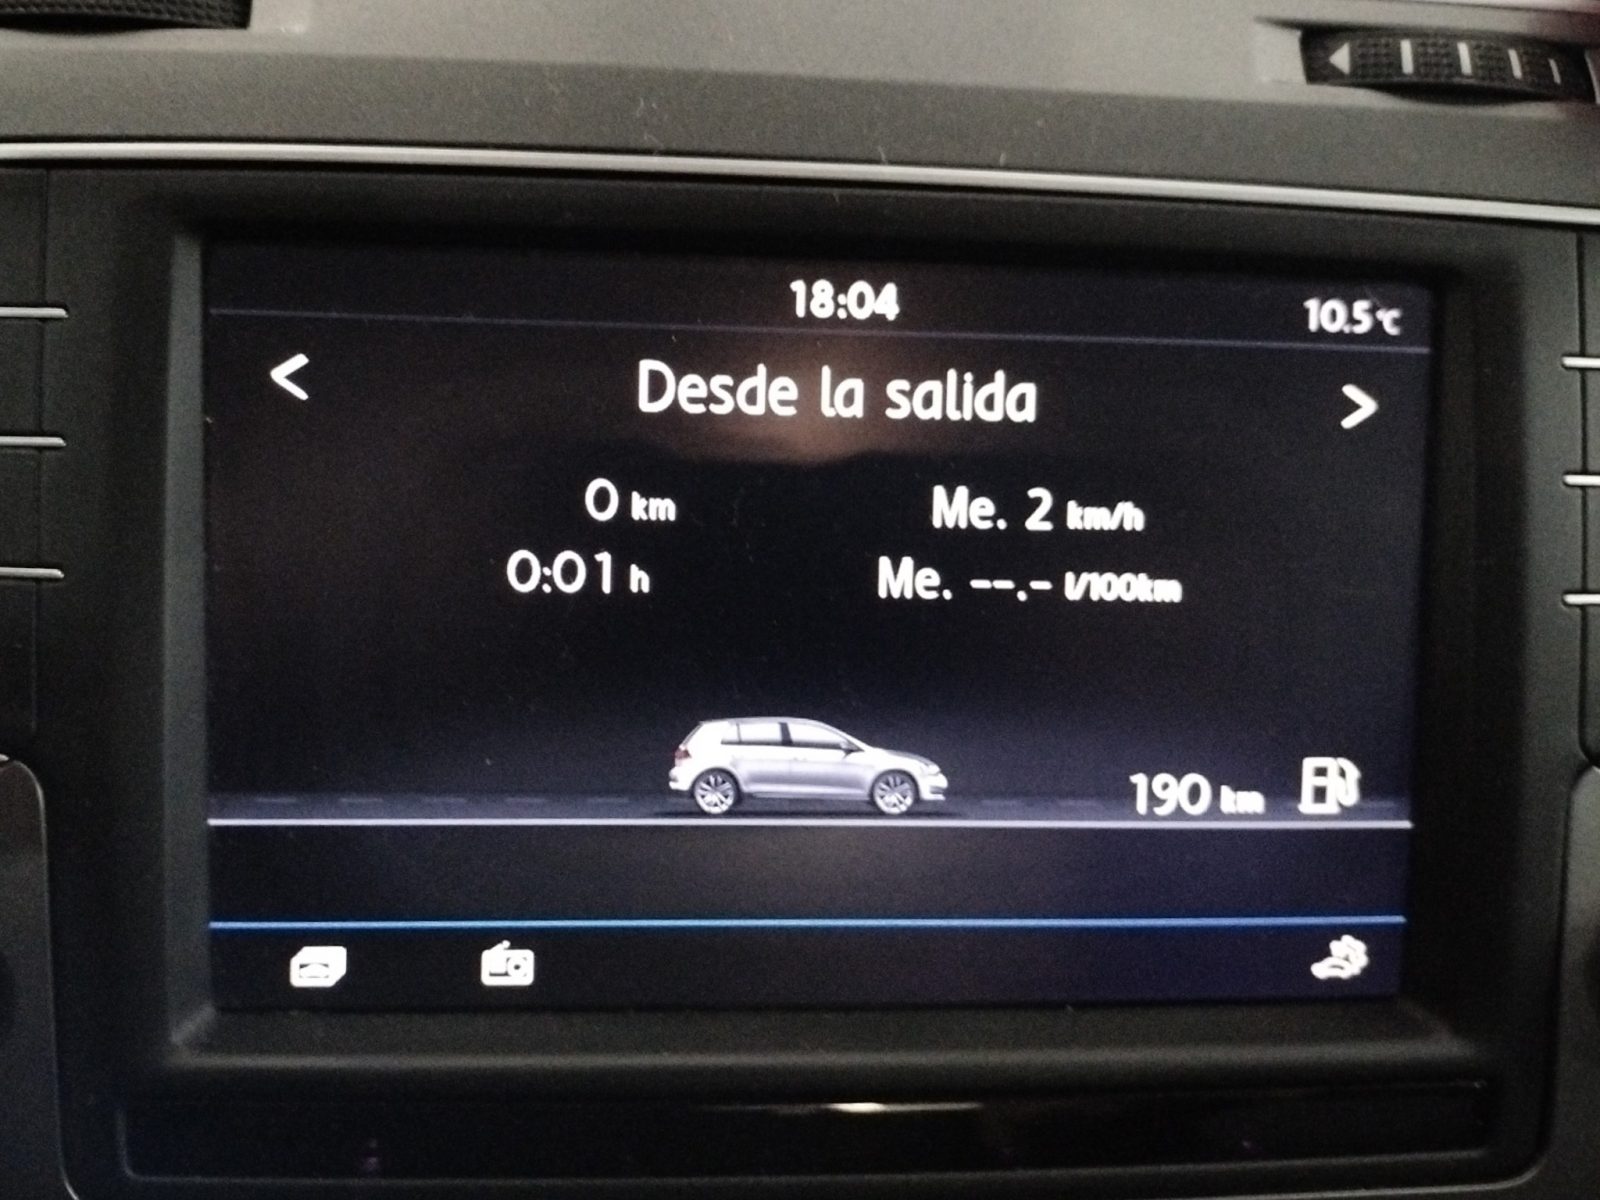 18:04
10.5°C
Desde la salida
0 km
Me. 2 km/h
0:01 h
Me. --.- l/100km
190 km